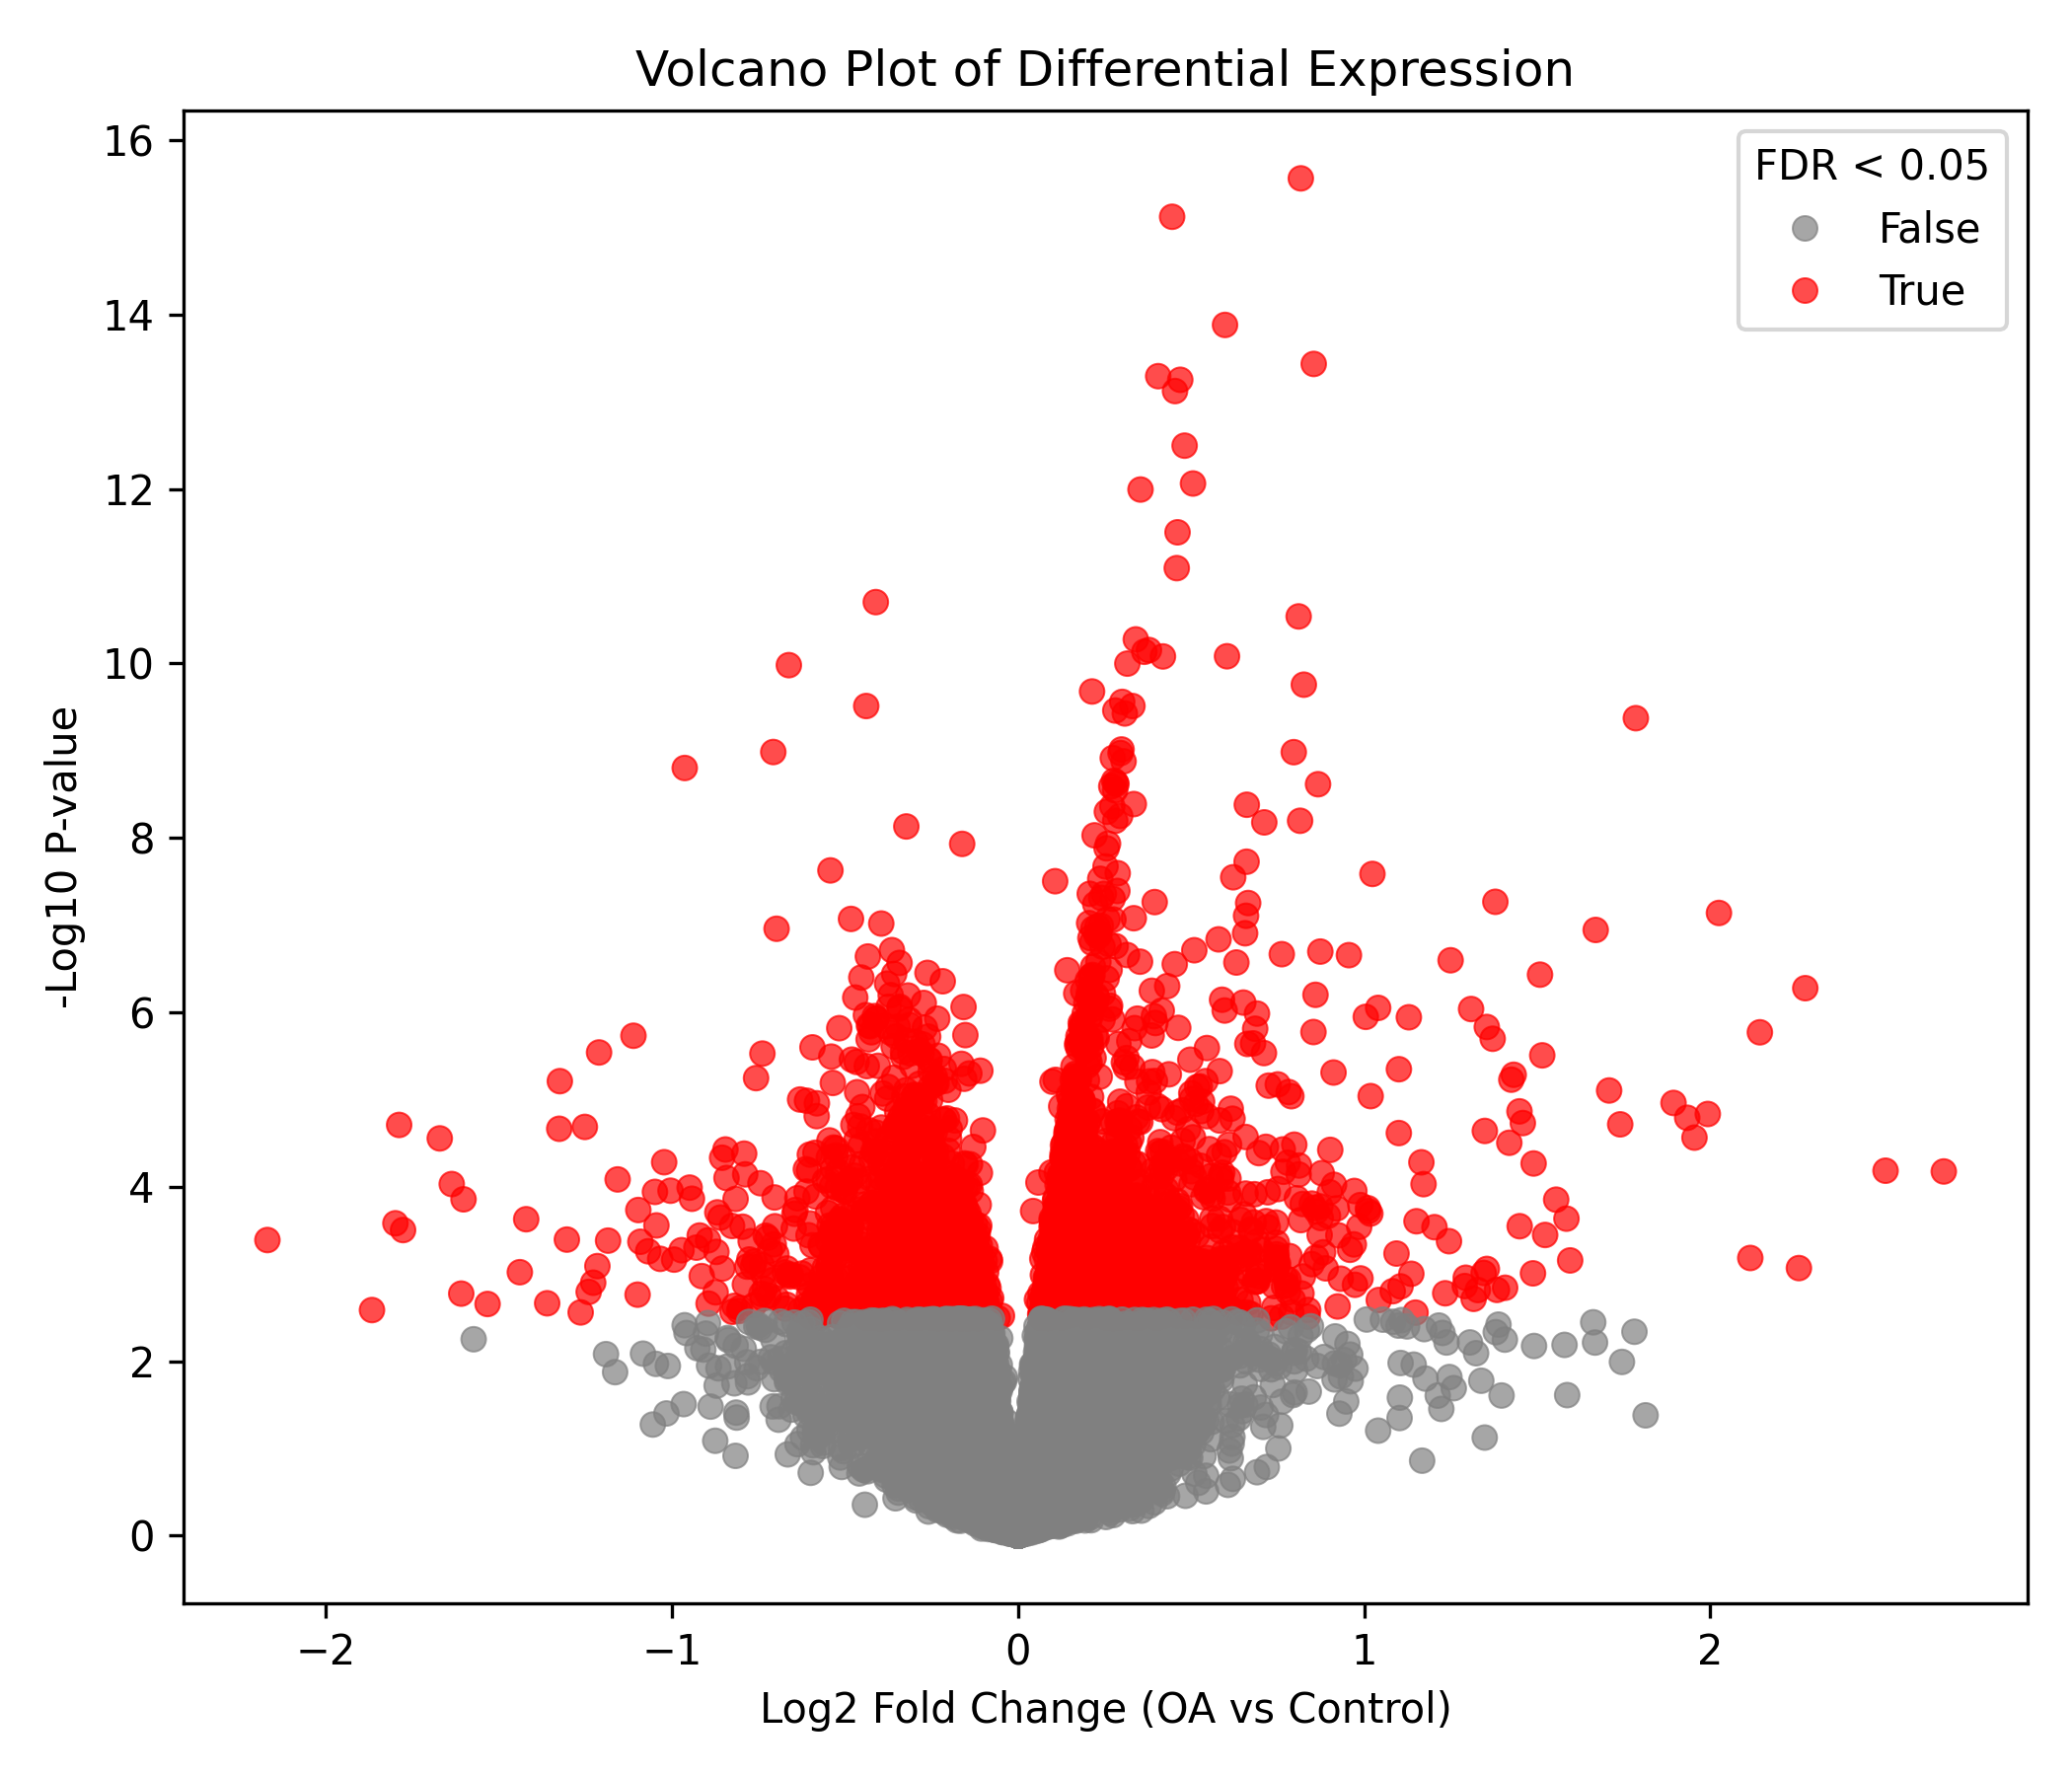 Volcano Plot of Differential Expression
FDR < 0.05
False
True
16
14
12
10
8
6
4
2
0
-Log10 P-value
−2
−1
0
1
2
Log2 Fold Change (OA vs Control)